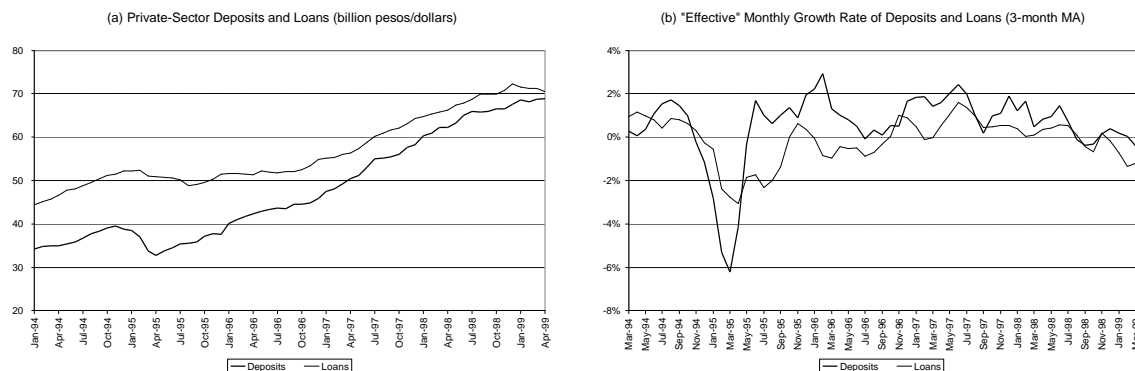 (a) Private-Sector Deposits and Loans (billion pesos/dollars)
80
70
60
50
40
30
20
Jan-94
Apr-94
Jul-94
Oct-94
Jan-95
Apr-95
Jul-95
Oct-95
Jan-96
Apr-96
Jul-96
Oct-96
Jan-97
Apr-97
Jul-97
Oct-97
Jan-98
Apr-98
Jul-98
Oct-98
Jan-99
Apr-99
Deposits Loans
(b) "Effective" Monthly Growth Rate of Deposits and Loans (3-month MA)
4%
2%
0%
-2%
-4%
-6%
-8%
Mar-94
May-94
Jul-94
Sep-94
Nov-94
Jan-95
Mar-95
May-95
Jul-95
Sep-95
Nov-95
Jan-96
Mar-96
May-96
Jul-96
Sep-96
Nov-96
Jan-97
Mar-97
May-97
Jul-97
Sep-97
Nov-97
Jan-98
Mar-98
May-98
Jul-98
Sep-98
Nov-98
Jan-99
Mar-99
Deposits Loans